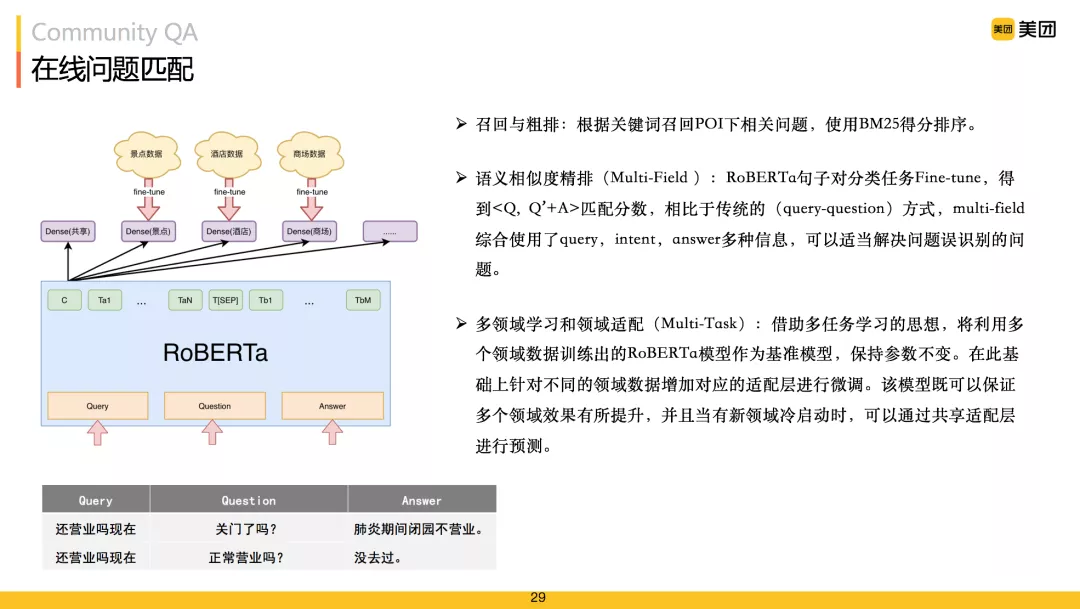 Community QA
在线问题匹配
美团 美团
景点数据 酒店数据 商场数据
fine-tune fine-tune fine-tune
Dense(共享) Dense(景点) Dense(酒店) Dense(商场) ......
C Ta1 ... TaN T[SEP] Tb1 ... TbM
RoBERTa
Query Question Answer
Query Question Answer
还营业吗现在 关门了吗? 肺炎期间闭园不营业。
还营业吗现在 正常营业吗? 没去过。
➢ 召回与粗排：根据关键词召回POI下相关问题，使用BM25得分排序。
➢ 语义相似度精排（Multi-Field ）：RoBERTa句子对分类任务Fine-tune，得
到<Q, Q’+A>匹配分数，相比于传统的（query-question）方式，multi-field
综合使用了query，intent，answer多种信息，可以适当解决问题误识别的问
题。
➢ 多领域学习和领域适配（Multi-Task）：借助多任务学习的思想，将利用多
个领域数据训练出的RoBERTa模型作为基准模型，保持参数不变。在此基
础上针对不同的领域数据增加对应的适配层进行微调。该模型既可以保证
多个领域效果有所提升，并且当有新领域冷启动时，可以通过共享适配层
进行预测。
29